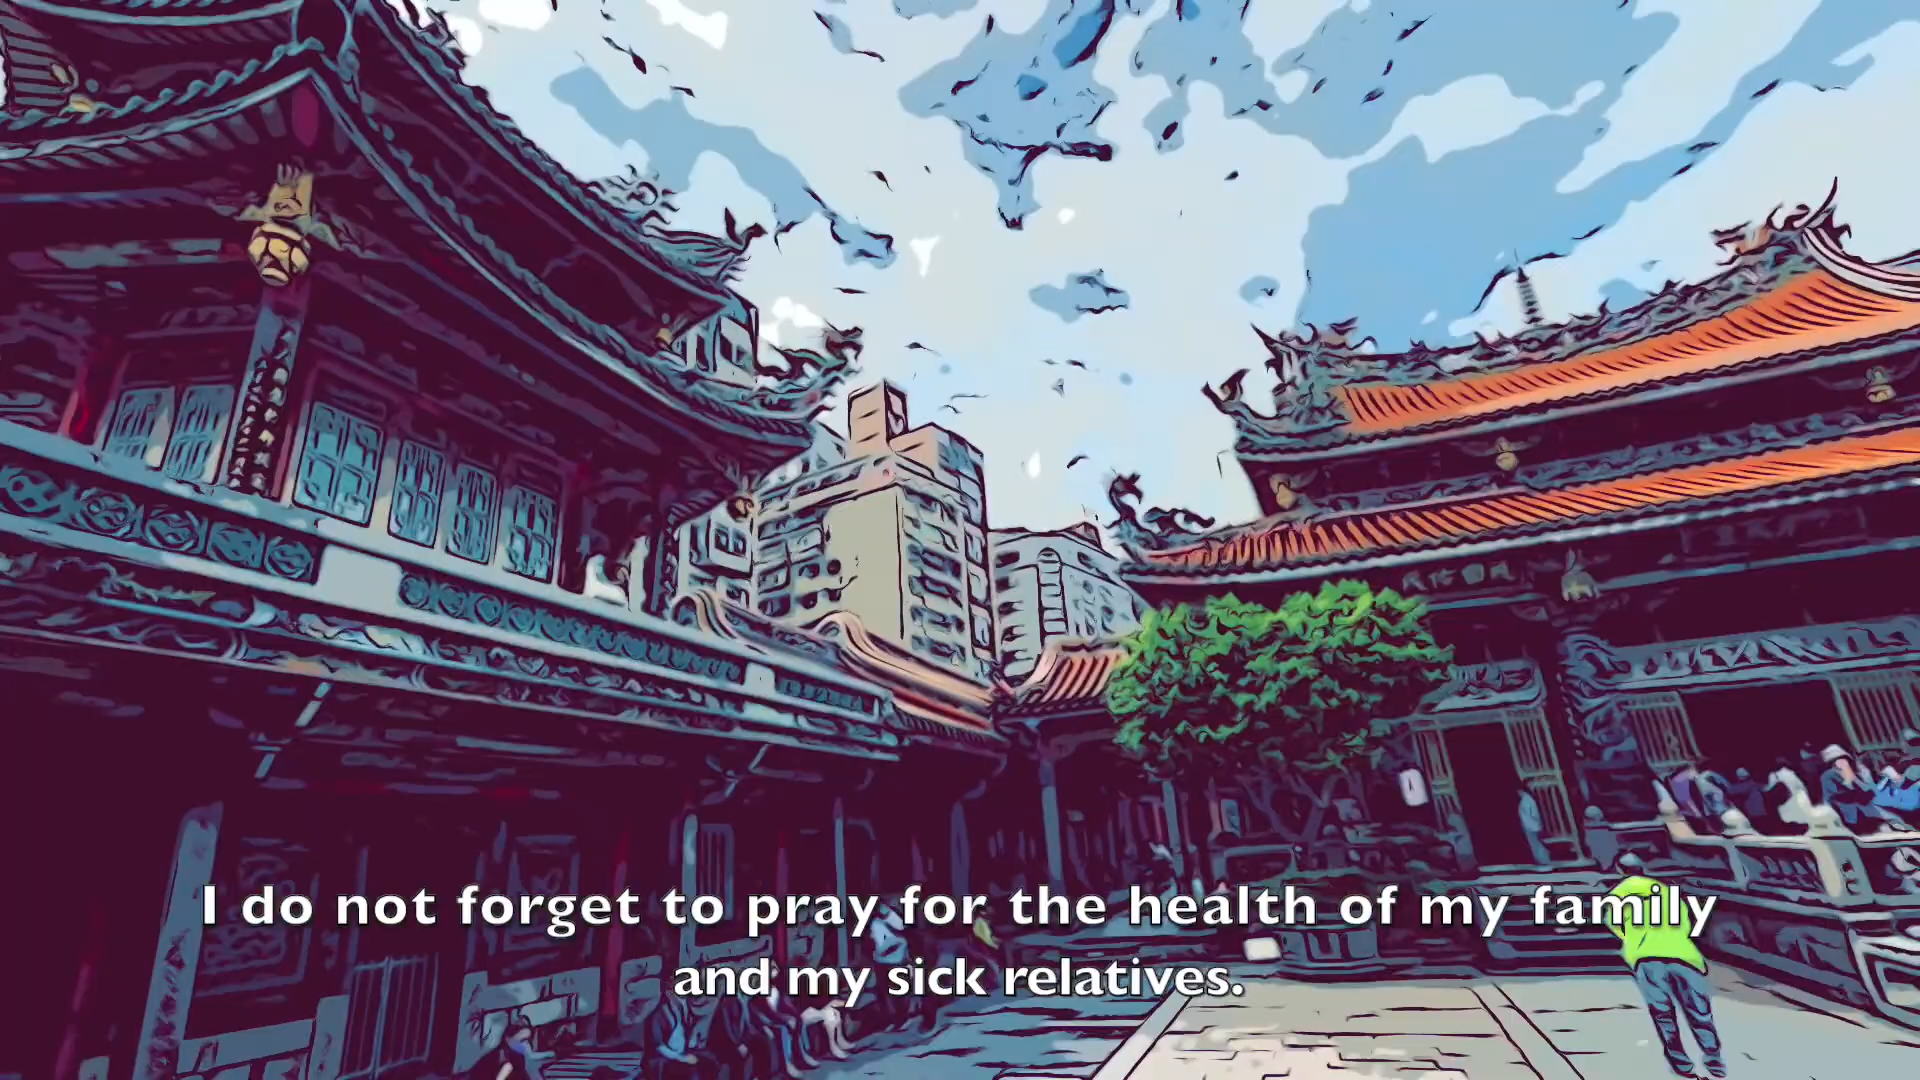 I do not forget to pray for the health of my family
and my sick relatives.